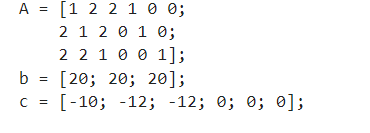 A = [1 2 2 1 0 0;
2 1 2 0 1 0;
2 2 1 0 0 1];
b = [20; 20; 20];
c = [-10; -12; -12; 0; 0; 0];